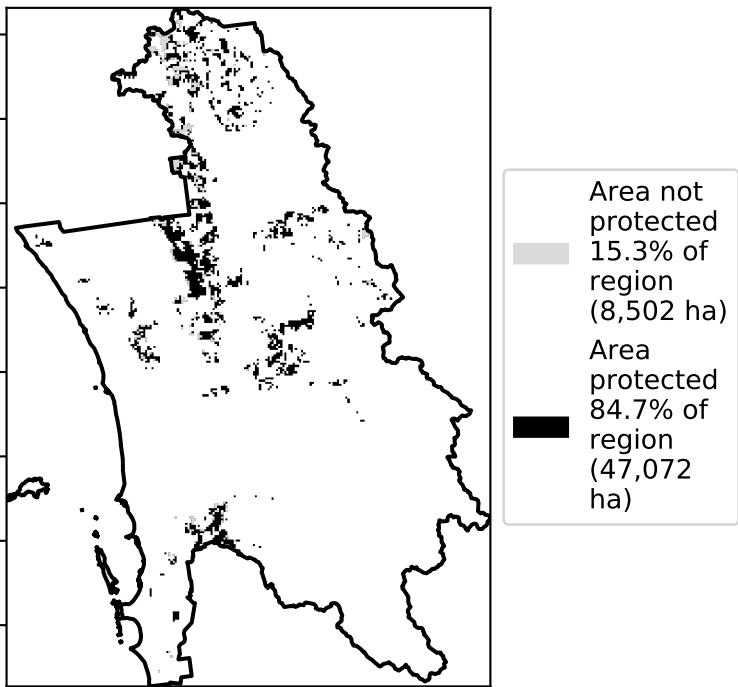 Area not
protected
15.3% of
region
(8,502 ha)
Area
protected
84.7% of
region
(47,072
ha)